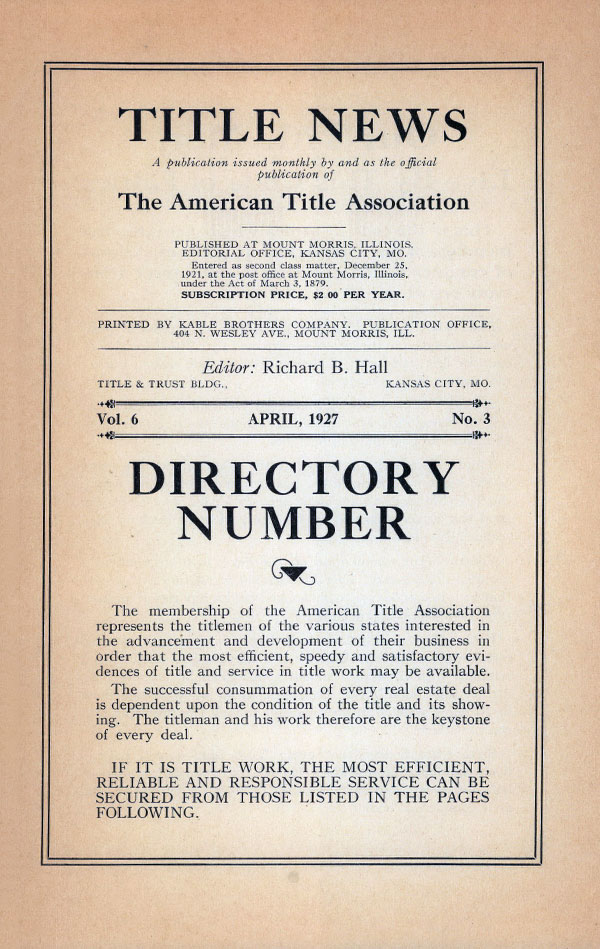 TITLE NEWS
A publication issued monthly by and as the official
publication of
The American Title Association
PUBLISHED AT MOUNT MORRIS, ILLINOIS.
EDITORIAL OFFICE, KANSAS CITY, MO.
Entered as second class matter, December 25,
1921, at the post office at Mount Morris, Illinois,
under the Act of March 3, 1879.
SUBSCRIPTION PRICE, $2 00 PER YEAR.
PRINTED BY KABLE BROTHERS COMPANY. PUBLICATION OFFICE,
404 N. WESLEY AVE., MOUNT MORRIS, ILL.
Editor: Richard B. Hall
TITLE & TRUST BLDG., KANSAS CITY, MO.
Vol. 6 APRIL, 1927 No. 3
DIRECTORY
NUMBER
The membership of the American Title Association
represents the titlemen of the various states interested in
the advancement and development of their business in
order that the most efficient, speedy and satisfactory evi-
dences of title and service in title work may be available.
The successful consummation of every real estate deal
is dependent upon the condition of the title and its show-
ing. The titleman and his work therefore are the keystone
of every deal.
IF IT IS TITLE WORK, THE MOST EFFICIENT,
RELIABLE AND RESPONSIBLE SERVICE CAN BE
SECURED FROM THOSE LISTED IN THE PAGES
FOLLOWING.